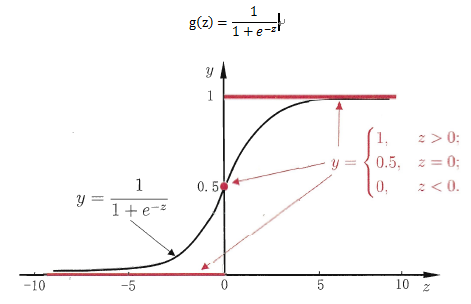 g(z) = 1 / (1 + e^{-z})
y
1
y = { 1, z > 0;
0.5, z = 0;
0, z < 0.
0.5
y = 1 / (1 + e^{-z})
-10 -5 0 5 10 z